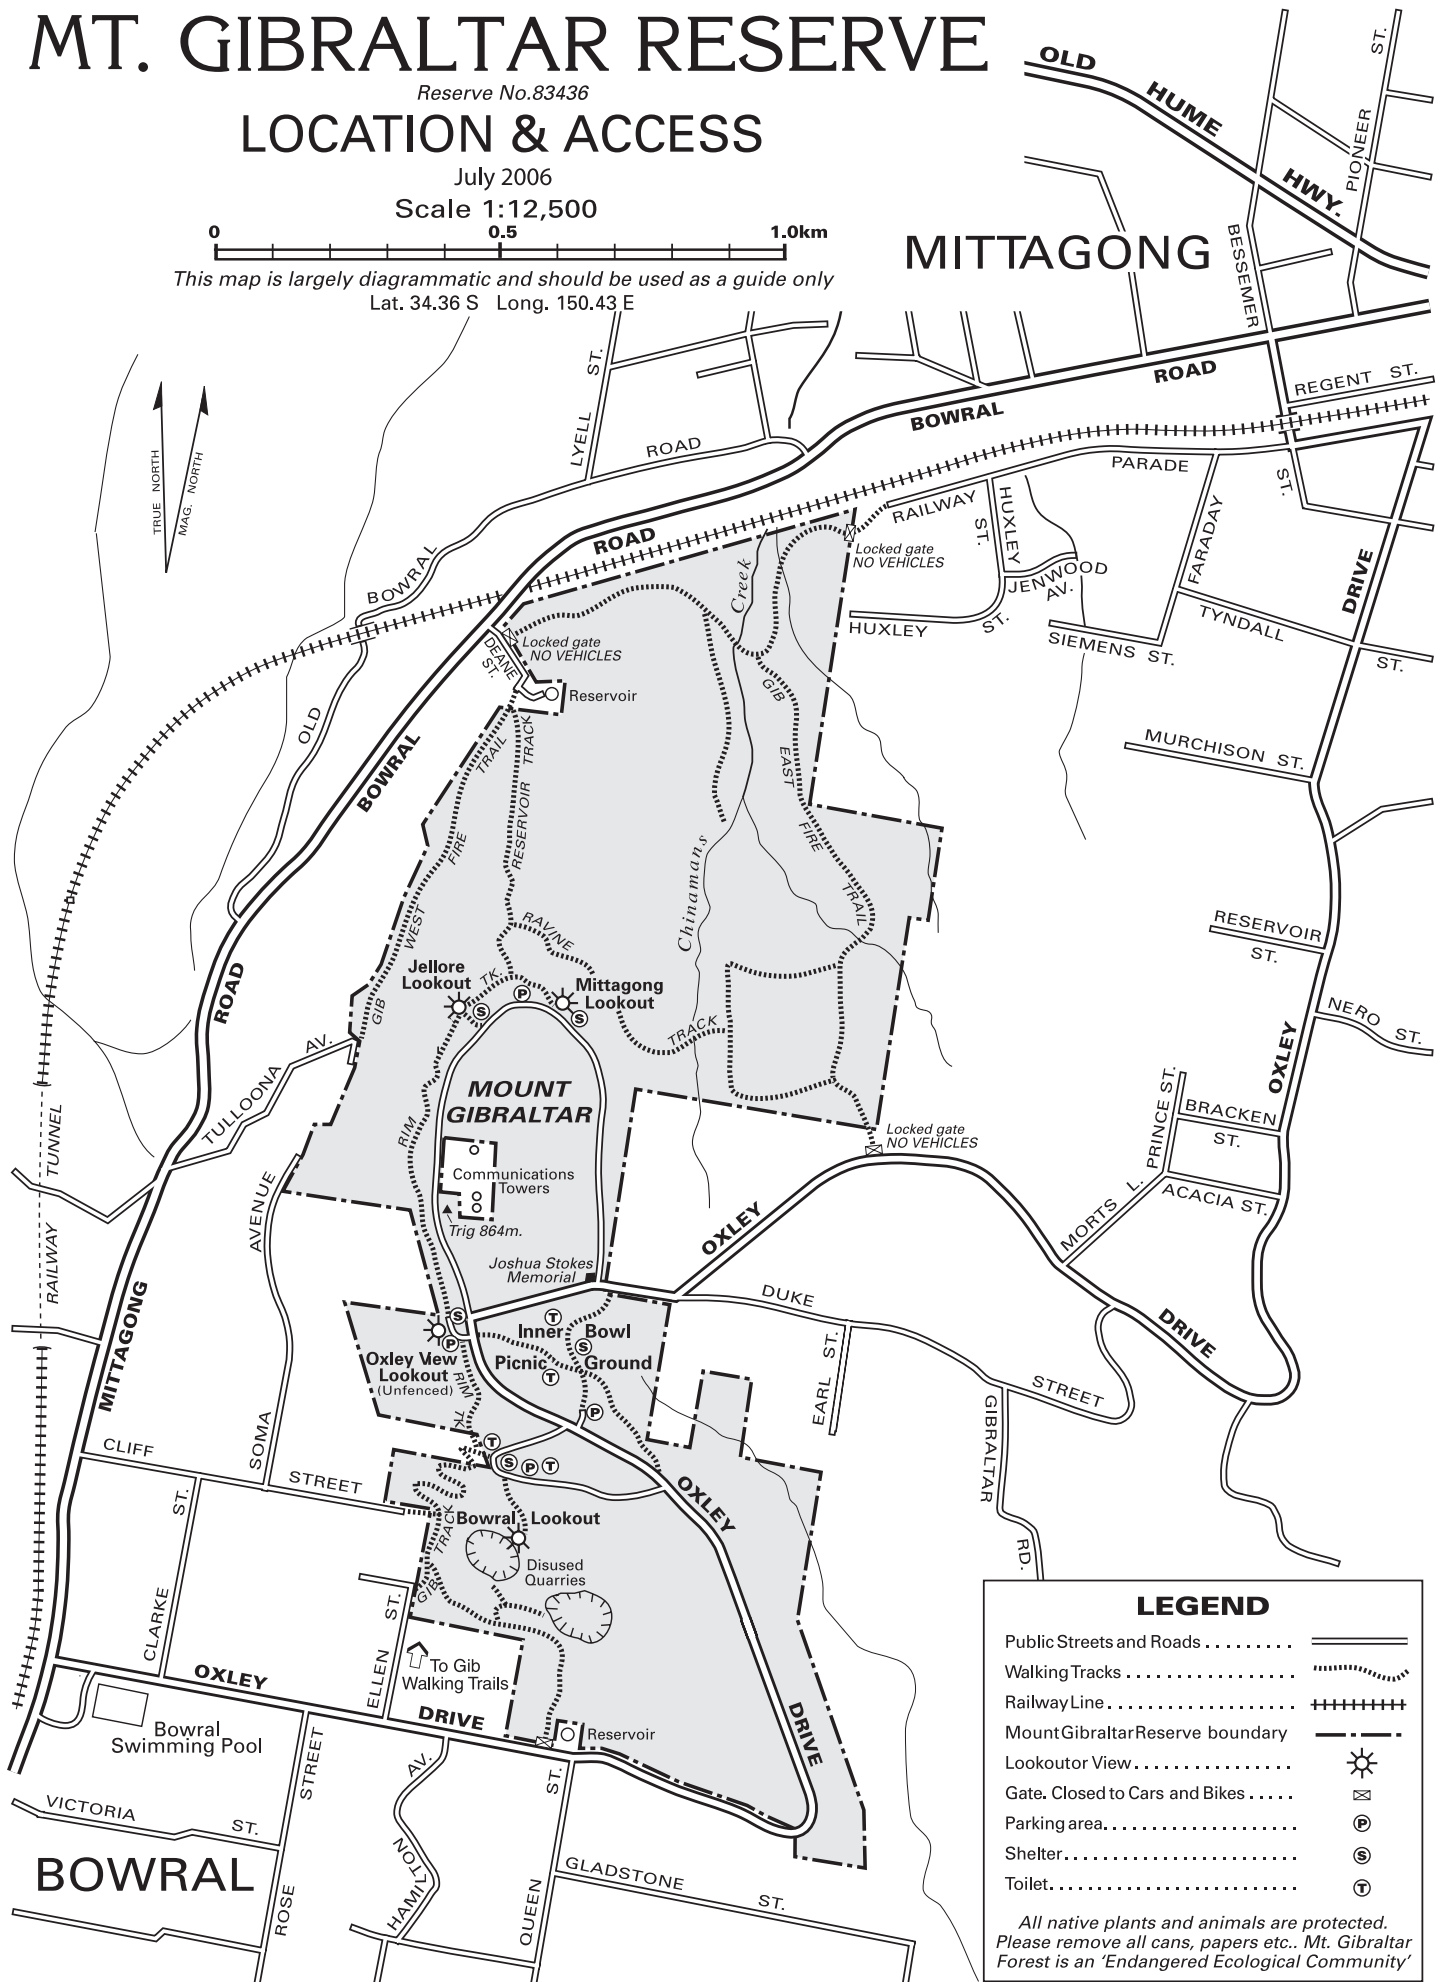 MT. GIBRALTAR RESERVE
Reserve No.83436
LOCATION & ACCESS
July 2006
Scale 1:12,500
0 0.5 1.0km
This map is largely diagrammatic and should be used as a guide only
Lat. 34.36 S Long. 150.43 E
OLD HUME HWY.
PIONEER ST.
BESSEMER ST.
MITTAGONG
LYELL ST.
ROAD
BOWRAL
ROAD
REGENT ST.
TRUE NORTH
MAG. NORTH
OLD BOWRAL ROAD
PARADE
RAILWAY
HUXLEY ST.
JENWOOD AV.
FARADAY
DRIVE
Locked gate
NO VEHICLES
HUXLEY ST.
SIEMENS ST.
TYNDALL ST.
Creek
Locked gate
NO VEHICLES
DEANE ST.
Reservoir
GIB EAST FIRE TRAIL
MURCHISON ST.
BOWRAL
TRAIL
RESERVOIR TRACK
FIRE
WEST
GIB
Chinamans
RAVINE
TRACK
RESERVOIR ST.
NERO ST.
OXLEY
Jellore
Lookout
TK.
Mittagong
Lookout
P
S
S
ROAD
TULLOONA AV.
MOUNT
GIBRALTAR
RIM
PRINCE ST.
BRACKEN ST.
ACACIA ST.
MORTS L.
Locked gate
NO VEHICLES
Communications
Towers
Trig 864m.
RAILWAY TUNNEL
MITTAGONG
SOMA AVENUE
OXLEY
DRIVE
Joshua Stokes
Memorial
DUKE STREET
EARL ST.
GIBRALTAR RD.
S
T
Inner Bowl
P
S
Picnic Ground
T
Oxley View
Lookout
(Unfenced)
RIM TK.
P
T
S
P
T
CLIFF STREET
CLARKE ST.
GIB TRACK
Bowral Lookout
Disused
Quarries
OXLEY
DRIVE
ELLEN ST.
To Gib
Walking Trails
OXLEY DRIVE
Reservoir
Bowral
Swimming Pool
VICTORIA ST.
ROSE STREET
HAMILTON AV.
QUEEN ST.
GLADSTONE ST.
BOWRAL
LEGEND
Public Streets and Roads . . . . . . . . .
Walking Tracks . . . . . . . . . . . . . . . . .
Railway Line . . . . . . . . . . . . . . . . . . .
Mount Gibraltar Reserve boundary
Lookout or View . . . . . . . . . . . . . . . .
Gate. Closed to Cars and Bikes . . . . .
Parking area. . . . . . . . . . . . . . . . . . . . P
Shelter . . . . . . . . . . . . . . . . . . . . . . . . S
Toilet. . . . . . . . . . . . . . . . . . . . . . . . . . T
All native plants and animals are protected.
Please remove all cans, papers etc.. Mt. Gibraltar
Forest is an 'Endangered Ecological Community'